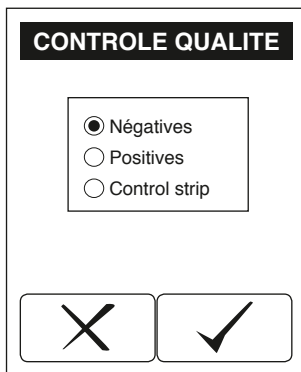 CONTROLE QUALITE
Négatives
Positives
Control strip